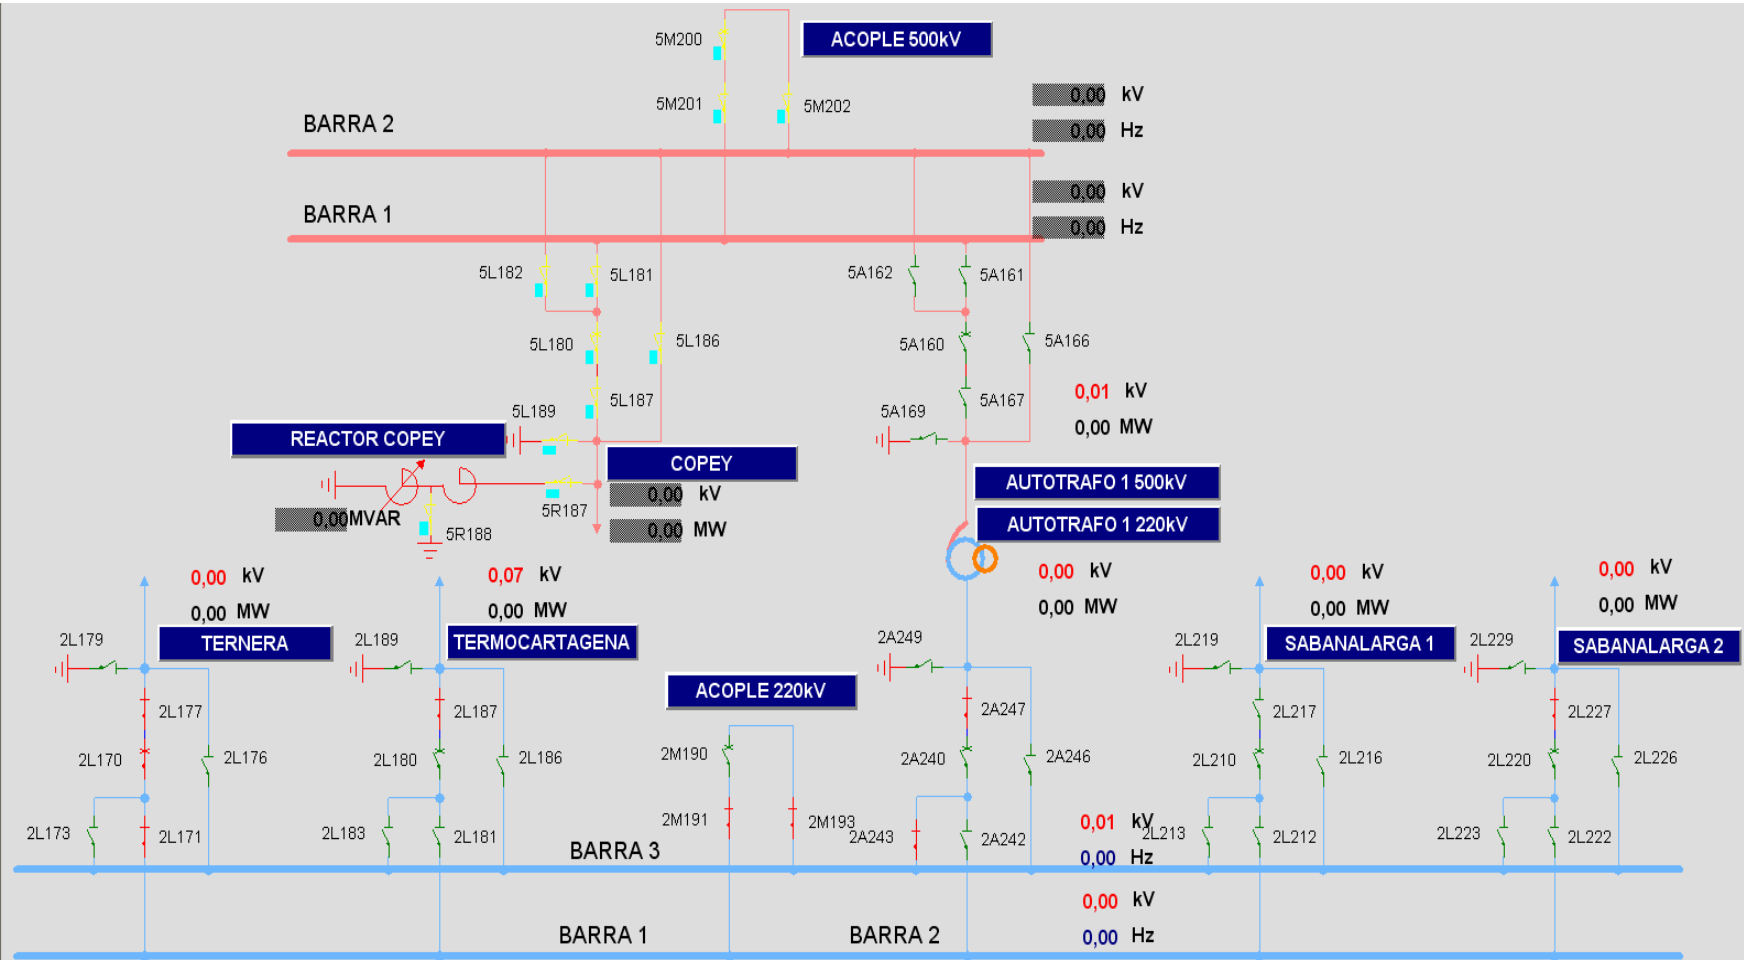 5M200
ACOPLE 500kV
5M201
5M202
0,00 kV
0,00 Hz
BARRA 2
0,00 kV
0,00 Hz
BARRA 1
5L182
5L181
5A162
5A161
5L180
5L186
5A160
5A166
5L187
5A167
0,01 kV
0,00 MW
5L189
5A169
REACTOR COPEY
COPEY
0,00 kV
0,00 MW
5R187
0,00MVAR
5R188
AUTOTRAFO 1 500kV
AUTOTRAFO 1 220kV
0,00 kV
0,00 MW
TERNERA
0,07 kV
0,00 MW
TERMOCARTAGENA
0,00 kV
0,00 MW
0,00 kV
0,00 MW
SABANALARGA 1
0,00 kV
0,00 MW
SABANALARGA 2
2L179
2L189
2A249
2L219
2L229
ACOPLE 220kV
2L177
2L187
2A247
2L217
2L227
2L170
2L176
2L180
2L186
2M190
2A240
2A246
2L210
2L216
2L220
2L226
2L173
2L171
2L183
2L181
2M191
2M193
2A243
2A242
2L213
2L212
2L223
2L222
0,01 kV
0,00 Hz
BARRA 3
0,00 kV
0,00 Hz
BARRA 1
BARRA 2